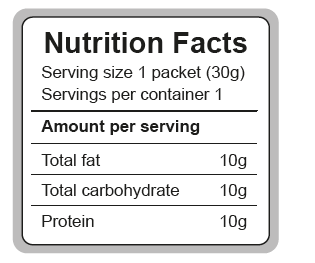 Nutrition Facts
Serving size 1 packet (30g)
Servings per container 1
Amount per serving
Total fat 10g
Total carbohydrate 10g
Protein 10g